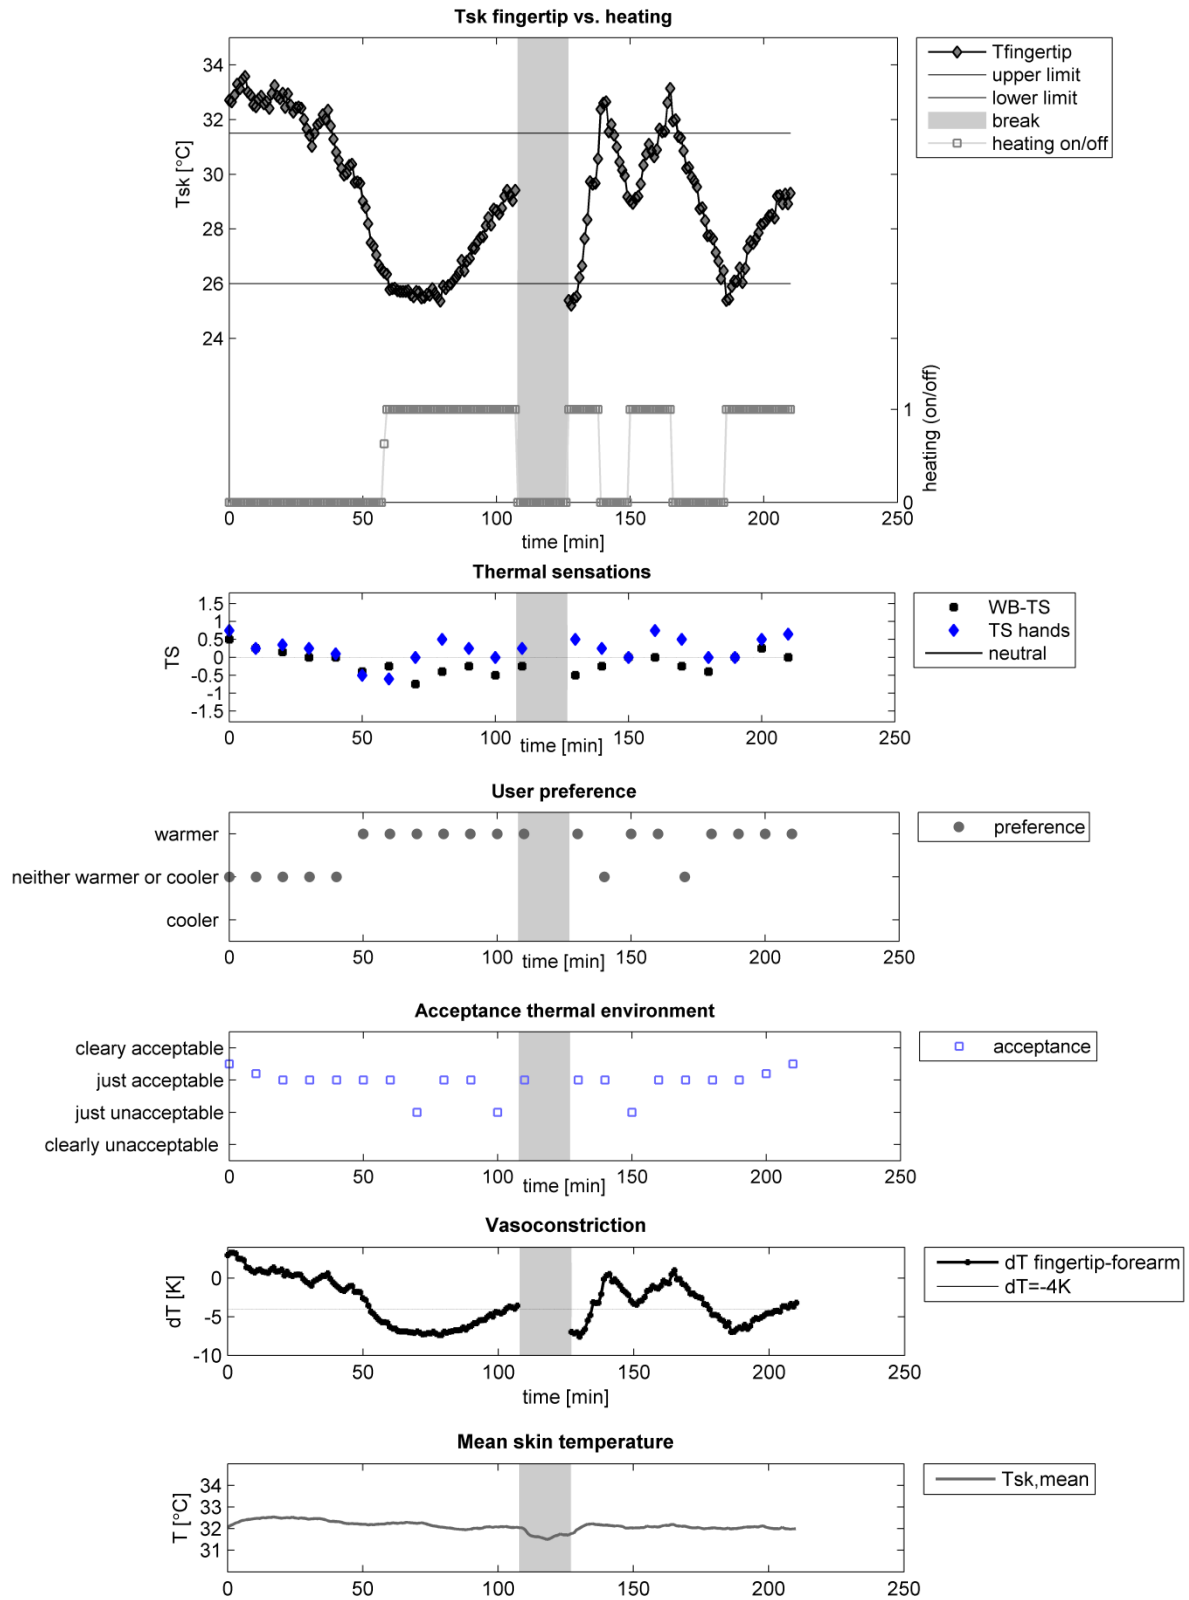 Tsk fingertip vs. heating
34
32
30
28
26
24
Tsk [°C]
1
0
heating (on/off)
0
50
100
150
200
250
time [min]
Tfingertip
upper limit
lower limit
break
heating on/off
Thermal sensations
1.5
1
0.5
0
-0.5
-1
-1.5
TS
0
50
100
150
200
250
time [min]
WB-TS
TS hands
neutral
User preference
warmer
neither warmer or cooler
cooler
0
50
100
150
200
250
time [min]
preference
Acceptance thermal environment
cleary acceptable
just acceptable
just unacceptable
clearly unacceptable
0
50
100
150
200
250
time [min]
acceptance
Vasoconstriction
0
-5
-10
dT [K]
0
50
100
150
200
250
time [min]
dT fingertip-forearm
dT=-4K
Mean skin temperature
34
33
32
31
T [°C]
0
50
100
150
200
250
time [min]
Tsk,mean